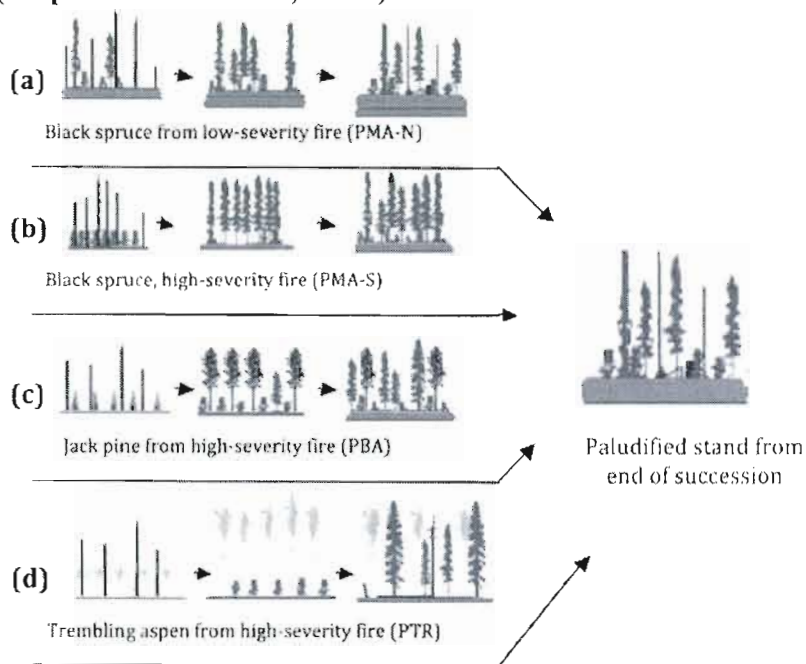 (a)
Black spruce from low-severity fire (PMA-N)
(b)
Black spruce, high-severity fire (PMA-S)
(c)
Jack pine from high-severity fire (PBA)
Paludified stand from
end of succession
(d)
Trembling aspen from high-severity fire (PTR)